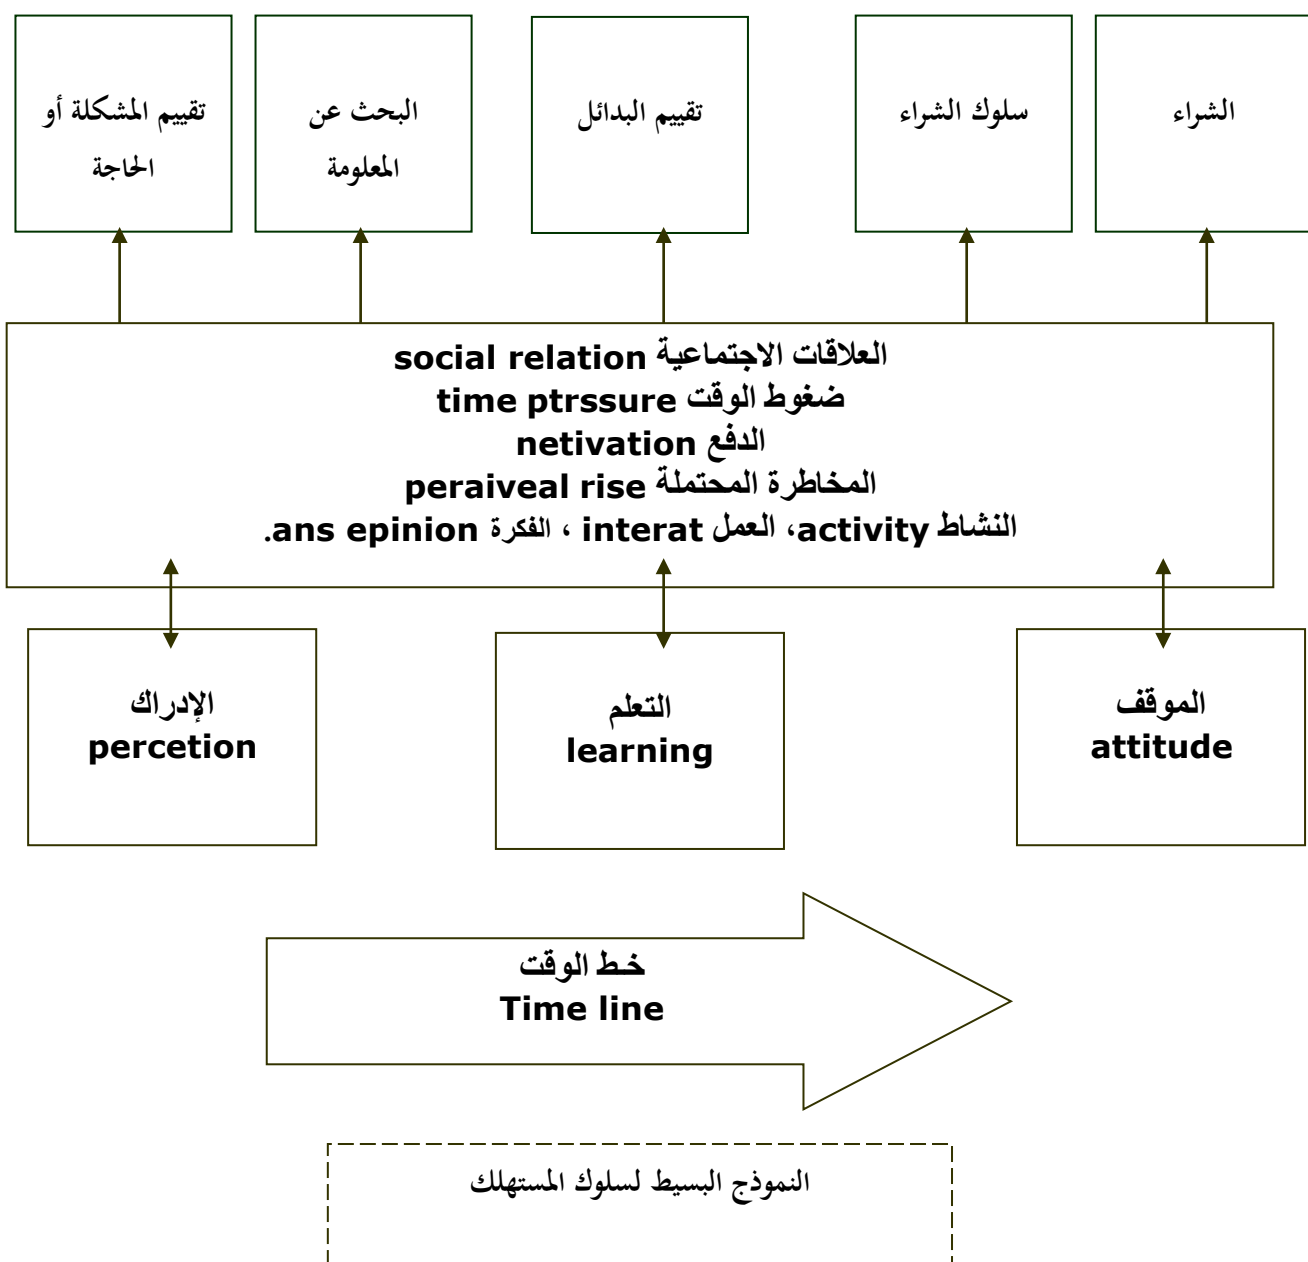 تقييم المشكلة أو
الحاجة
البحث عن
المعلومة
تقييم البدائل
سلوك الشراء
الشراء
العلاقات الاجتماعية social relation
ضغوط الوقت time ptrssure
الدفع netivation
المخاطرة المحتملة peraiveal rise
النشاط activity، العمل interat ، الفكرة ans epinion.
الإدراك
percetion
التعلم
learning
الموقف
attitude
خط الوقت
Time line
النموذج البسيط لسلوك المستهلك